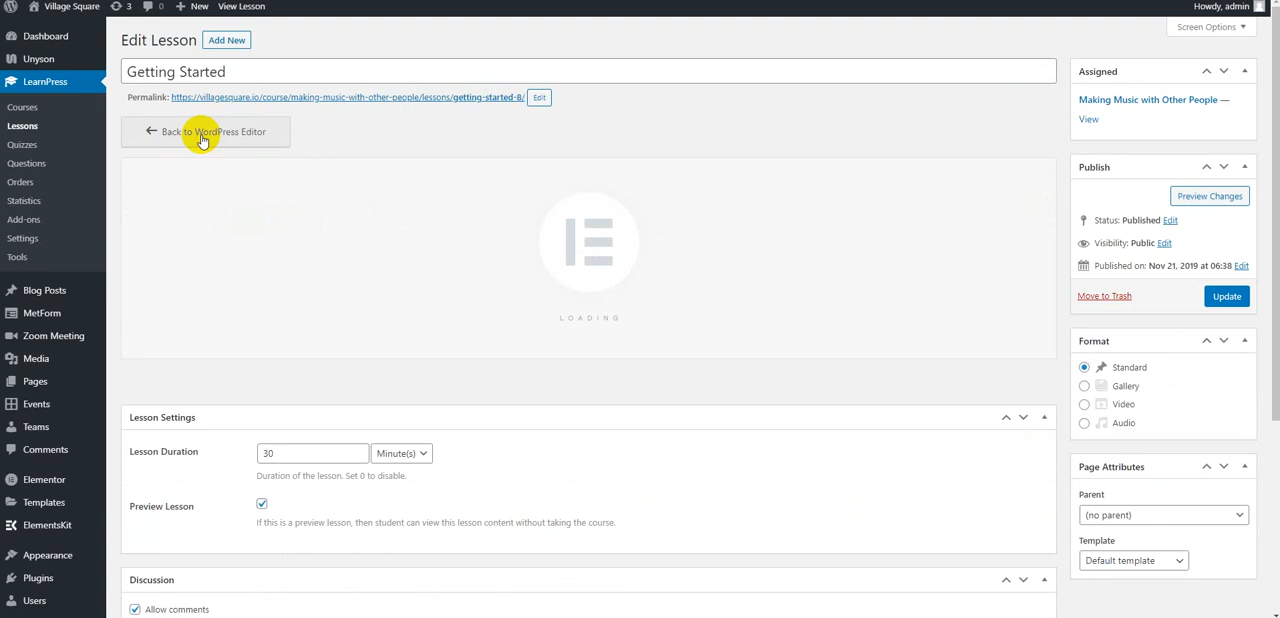 Village Square 3 0 New View Lesson Howdy, admin
Screen Options
Dashboard
Unyson
LearnPress
Courses
Lessons
Quizzes
Questions
Orders
Statistics
Add-ons
Settings
Tools
Blog Posts
MetForm
Zoom Meeting
Media
Pages
Events
Teams
Comments
Elementor
Templates
ElementsKit
Appearance
Plugins
Users
Edit Lesson Add New
Getting Started
Permalink: https://villagesquare.io/course/making-music-with-other-people/lessons/getting-started-8/ Edit
Back to WordPress Editor
LOADING
Lesson Settings
Lesson Duration 30 Minute(s)
Duration of the lesson. Set 0 to disable.
Preview Lesson
If this is a preview lesson, then student can view this lesson content without taking the course.
Discussion
Allow comments
Assigned
Making Music with Other People —
View
Publish
Preview Changes
Status: Published Edit
Visibility: Public Edit
Published on: Nov 21, 2019 at 06:38 Edit
Move to Trash Update
Format
Standard
Gallery
Video
Audio
Page Attributes
Parent
(no parent)
Template
Default template